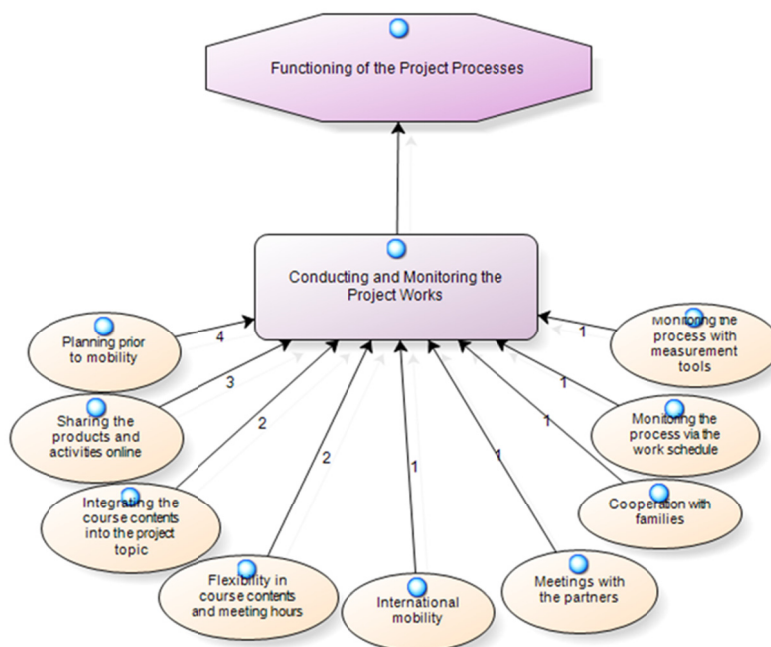 Functioning of the Project Processes
Conducting and Monitoring the
Project Works
Planning prior
to mobility
4
Sharing the
products and
activities online
3
Integrating the
course contents
into the project
topic
2
Flexibility in
course contents
and meeting hours
2
International
mobility
1
Meetings with
the partners
1
Cooperation with
families
1
Monitoring the
process via the
work schedule
1
Monitoring the
process with
measurement
tools
1